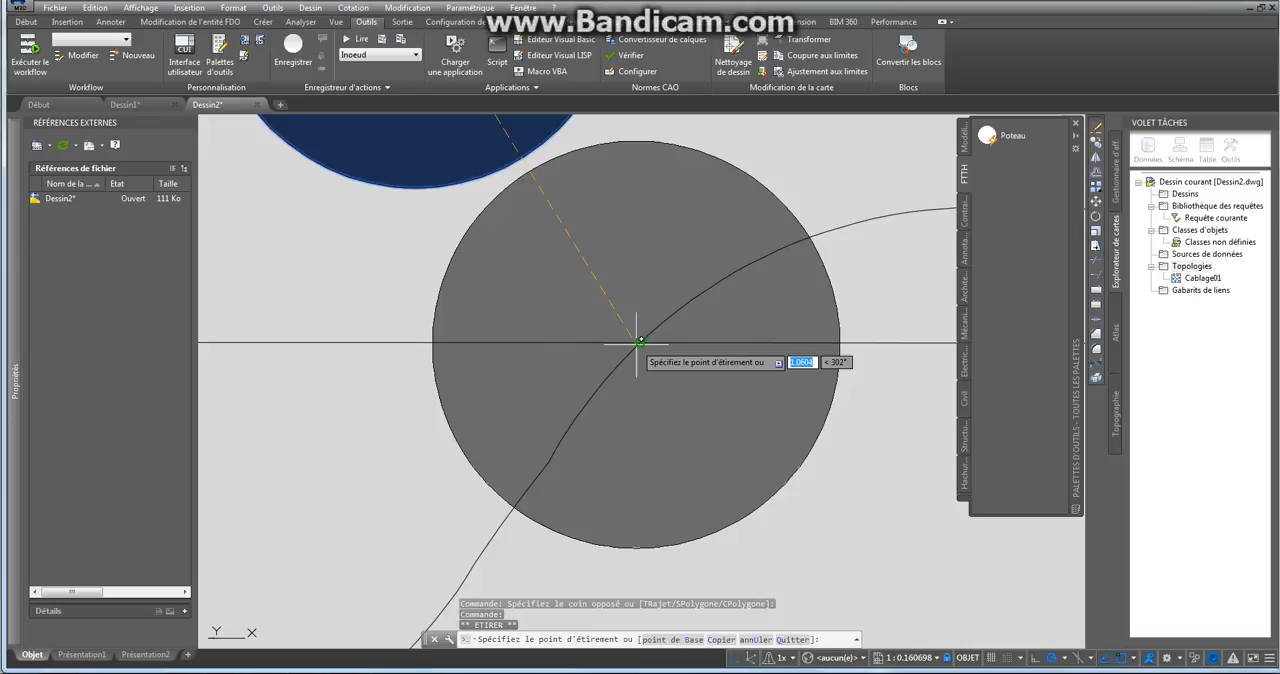 Fichier Edition Affichage Insertion Format Outils Dessin Cotation Modification Paramétrique Fenêtre ?
www.Bandicam.com
Début Insertion Annoter Modification de l'entité FDO Créer Analyser Vue Outils Sortie Configuration de BIM 360 Performance
Exécuter le workflow
Modifier Nouveau
Workflow
CUI
Interface utilisateur
Palettes d'outils
Personnalisation
Enregistrer
Lire
Inoeud
Enregistreur d'actions
Charger une application
Script
Editeur Visual Basic
Editeur Visual LISP
Macro VBA
Applications
Convertisseur de calques
Vérifier
Configurer
Normes CAO
Nettoyage de dessin
Transformer
Coupure aux limites
Ajustement aux limites
Modification de la carte
Convertir les blocs
Blocs
Début Dessin1* Dessin2*
RÉFÉRENCES EXTERNES
Références de fichier
Nom de la ... Etat Taille
Dessin2* Ouvert 111 Ko
Détails
Propriétés
Spécifiez le point d'étirement ou 1.0604 < 302°
Poteau
Modéli...
FTTH
Contrai...
Annota...
Archite...
Mécani...
Electric...
Civil
Structu...
Hachur...
PALETTES D'OUTILS - TOUTES LES PALETTES
Gestionnaire d'aff.
Explorateur de cartes
Atlas
Topographie
VOLET TÂCHES
Données Schéma Table Outils
Dessin courant [Dessin2.dwg]
Dessins
Bibliothèque des requêtes
Requête courante
Classes d'objets
Classes non définies
Sources de données
Topologies
Cablage01
Gabarits de liens
Commande: Spécifiez le coin opposé ou [TRajet/SPolygone/CPolygone]:
Commande:
** ETIRER **
Spécifiez le point d'étirement ou [point de Base Copier annUler Quitter]:
Y X
Objet Présentation1 Présentation2 +
1x <aucun(e)> 1 : 0.160698 OBJET